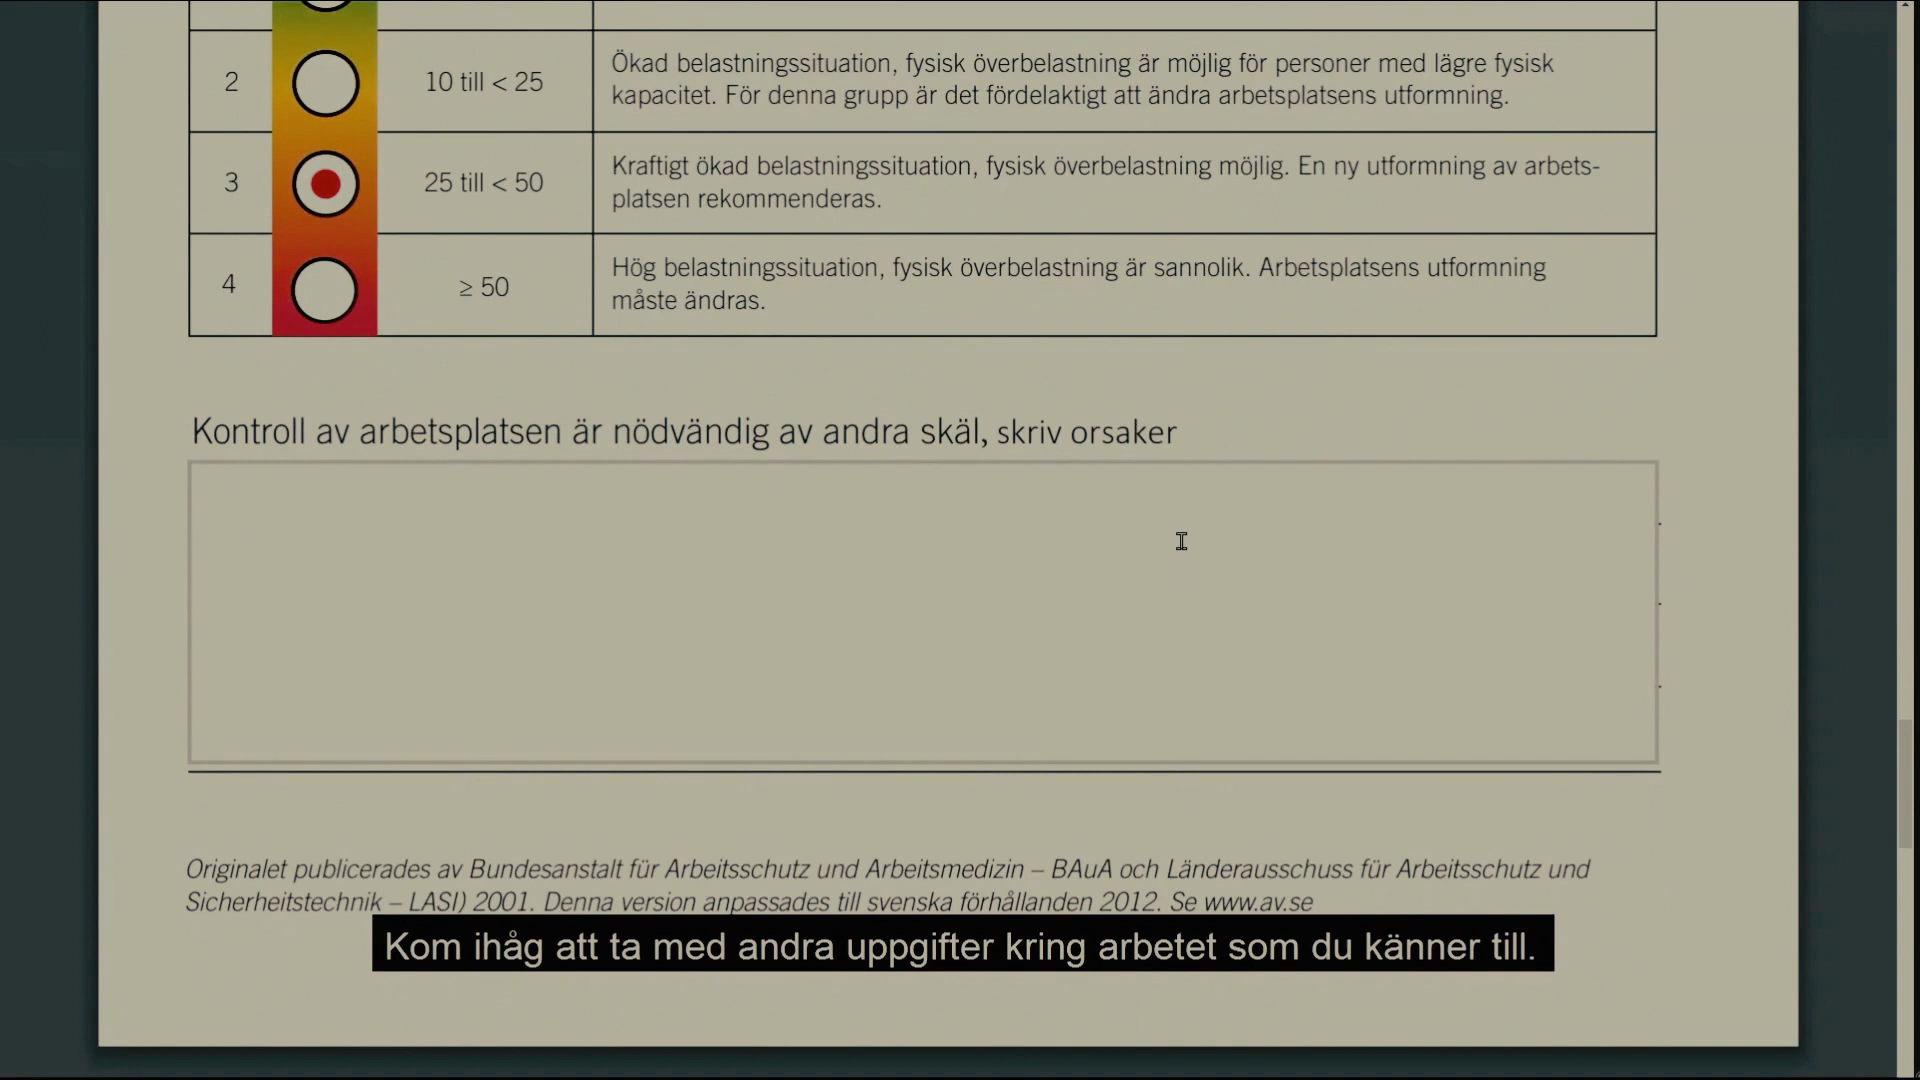 2
10 till < 25
Ökad belastningssituation, fysisk överbelastning är möjlig för personer med lägre fysisk
kapacitet. För denna grupp är det fördelaktigt att ändra arbetsplatsens utformning.
3
25 till < 50
Kraftigt ökad belastningssituation, fysisk överbelastning möjlig. En ny utformning av arbets-
platsen rekommenderas.
4
≥ 50
Hög belastningssituation, fysisk överbelastning är sannolik. Arbetsplatsens utformning
måste ändras.
Kontroll av arbetsplatsen är nödvändig av andra skäl, skriv orsaker
Originalet publicerades av Bundesanstalt für Arbeitsschutz und Arbeitsmedizin – BAuA och Länderausschuss für Arbeitsschutz und
Sicherheitstechnik – LASI) 2001. Denna version anpassades till svenska förhållanden 2012. Se www.av.se
Kom ihåg att ta med andra uppgifter kring arbetet som du känner till.